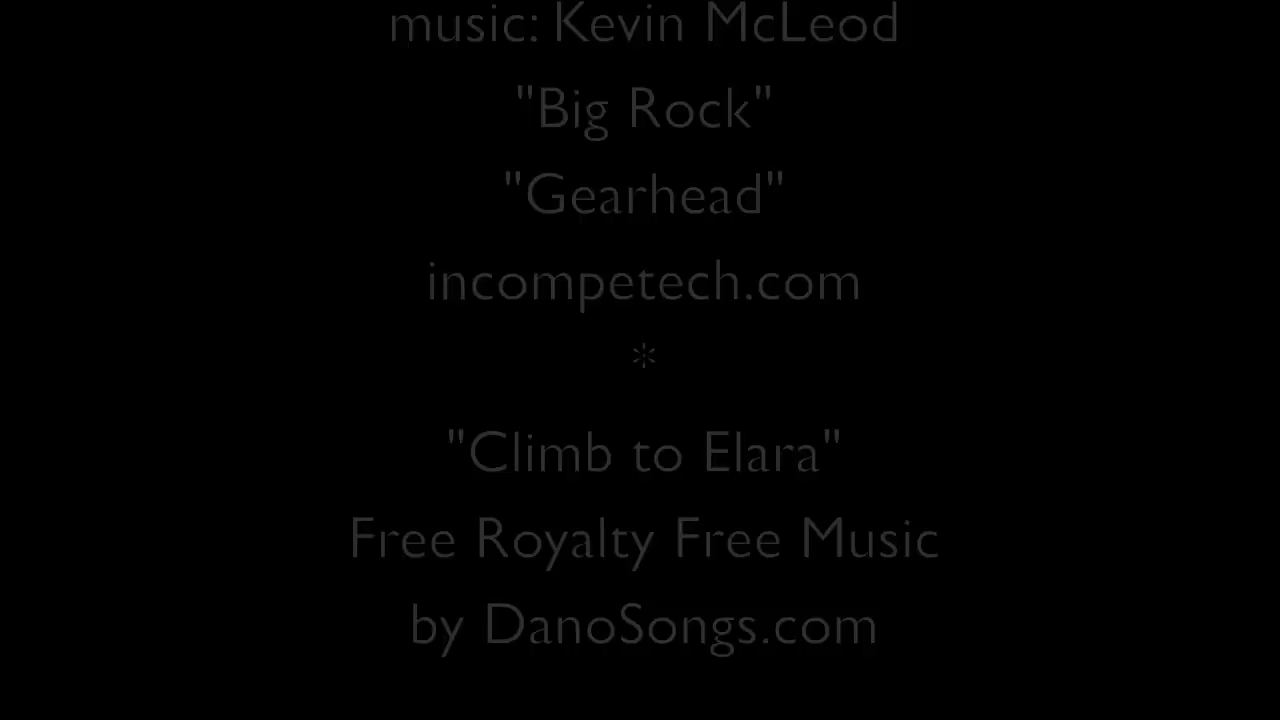 music: Kevin McLeod
"Big Rock"
"Gearhead"
incompetech.com
*
"Climb to Elara"
Free Royalty Free Music
by DanoSongs.com